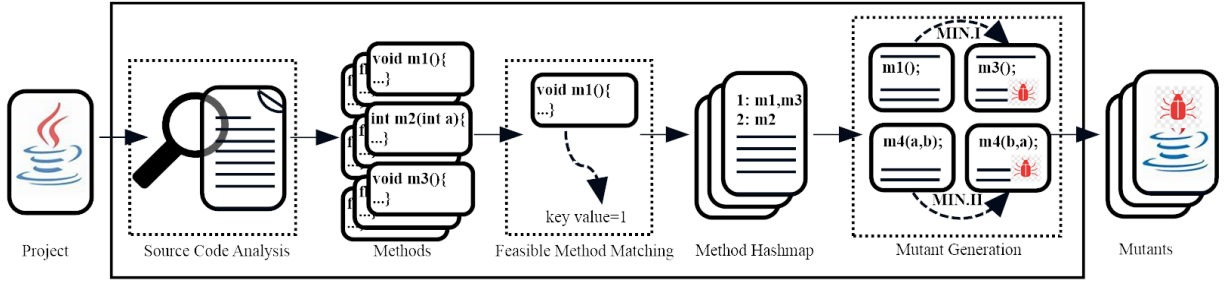 void m1(){
...}
int m2(int a){
...}
void m3(){
...}
void m1(){
...}
key value=1
1: m1,m3
2: m2
MIN.I
m1();
m3();
m4(a,b);
m4(b,a);
MIN.II
Project
Source Code Analysis
Methods
Feasible Method Matching
Method Hashmap
Mutant Generation
Mutants